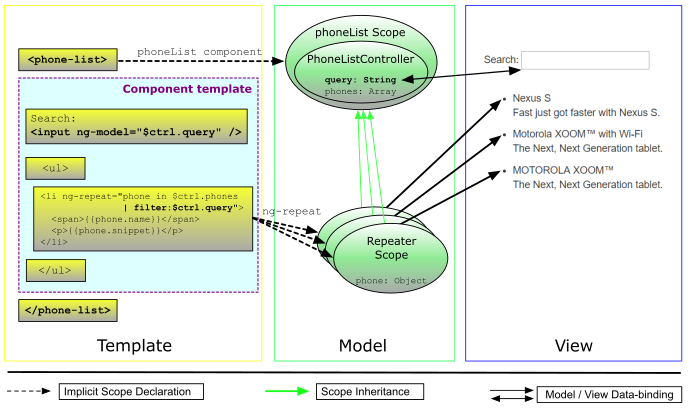 <phone-list>
phoneList component
Component template
Search:
<input ng-model="$ctrl.query" />
<ul>
<li ng-repeat="phone in $ctrl.phones
| filter:$ctrl.query">
<span>{{phone.name}}</span>
<p>{{phone.snippet}}</p>
</li>
</ul>
</phone-list>
ng-repeat
Template
phoneList Scope
PhoneListController
query: String
phones: Array
Repeater
Scope
phone: Object
Model
Search:
• Nexus S
Fast just got faster with Nexus S.
• Motorola XOOM™ with Wi-Fi
The Next, Next Generation tablet.
• MOTOROLA XOOM™
The Next, Next Generation tablet.
View
Implicit Scope Declaration
Scope Inheritance
Model / View Data-binding